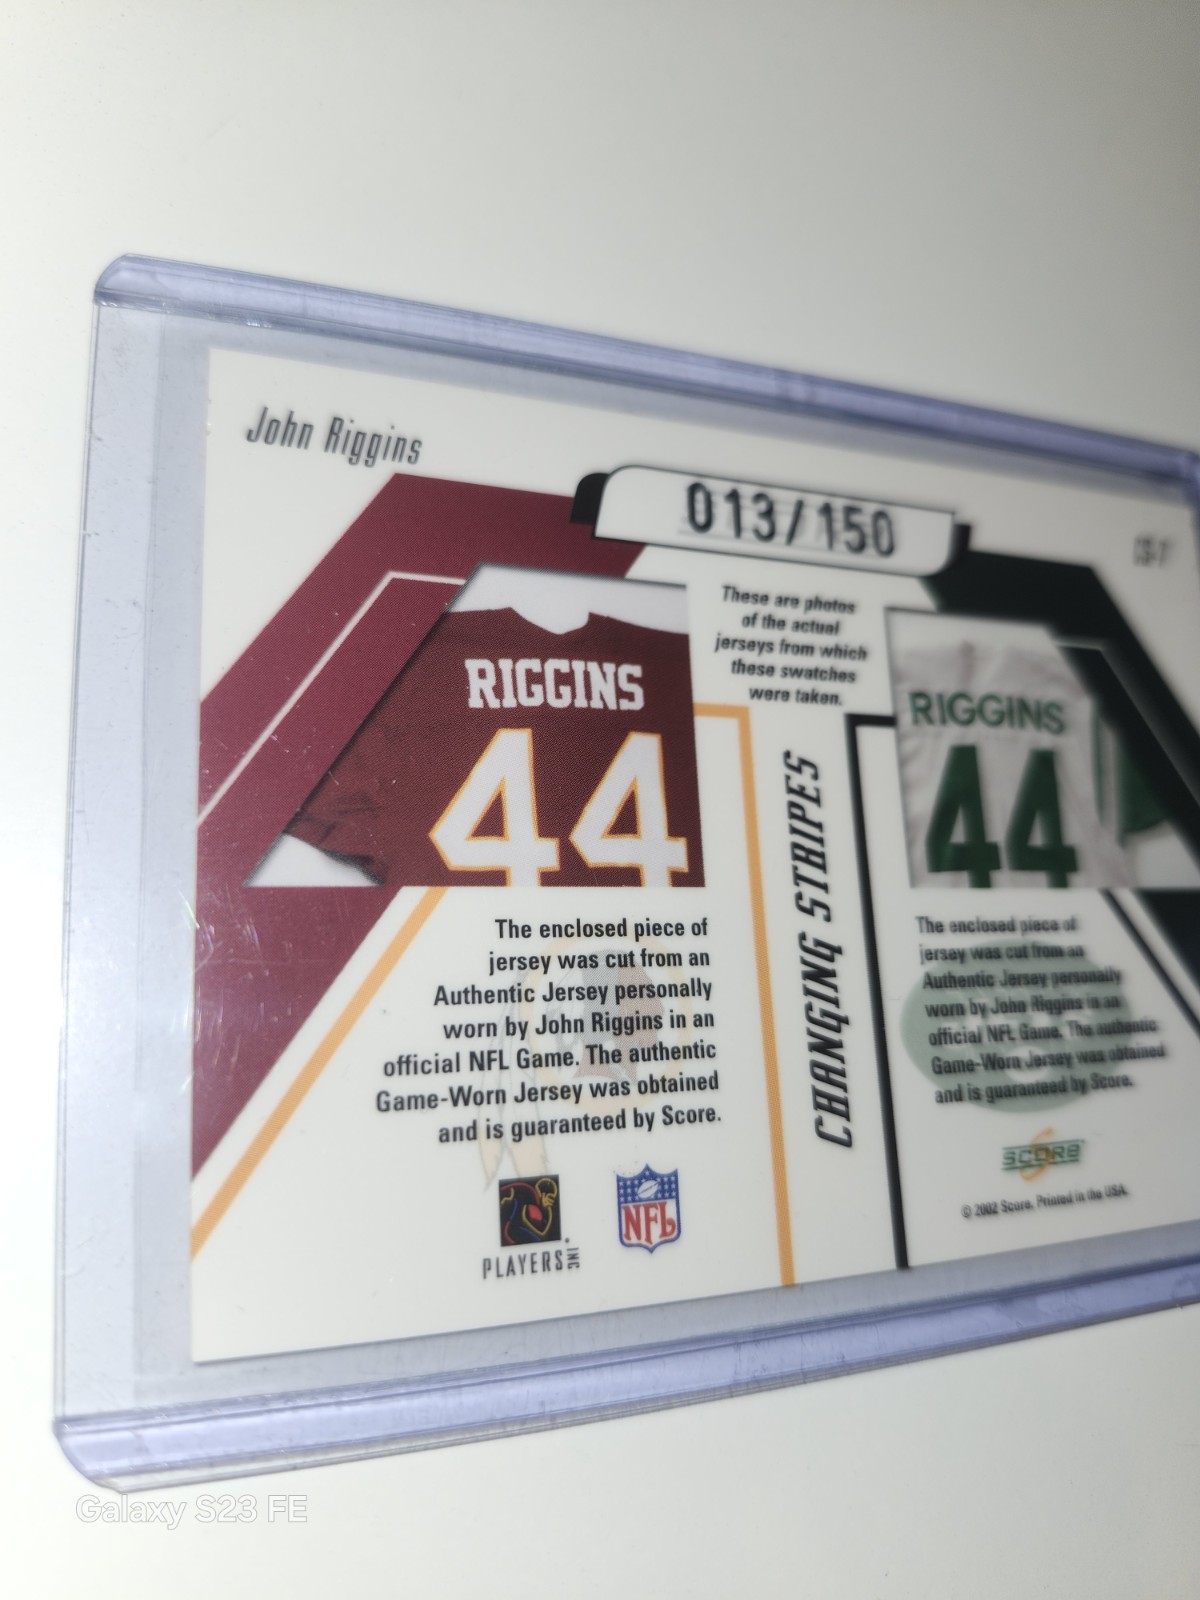 John Riggins
013/150
These are photos
of the actual
jerseys from which
these swatches
were taken.
RIGGINS
44
RIGGINS
44
CHANGING STRIPES
The enclosed piece of
jersey was cut from an
Authentic Jersey personally
worn by John Riggins in an
official NFL Game. The authentic
Game-Worn Jersey was obtained
and is guaranteed by Score.
The enclosed piece of
jersey was cut from an
Authentic Jersey personally
worn by John Riggins in an
official NFL Game. The authentic
Game-Worn Jersey was obtained
and is guaranteed by Score.
PLAYERS INC
NFL
SCORE
© 2002 Score. Printed in the USA.
Galaxy S23 FE